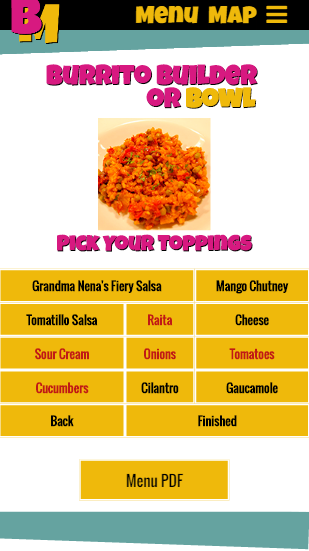 BM
Menu Map
Burrito Builder
or Bowl
Pick Your Toppings
Grandma Nena's Fiery Salsa Mango Chutney
Tomatillo Salsa Raita Cheese
Sour Cream Onions Tomatoes
Cucumbers Cilantro Gaucamole
Back Finished
Menu PDF